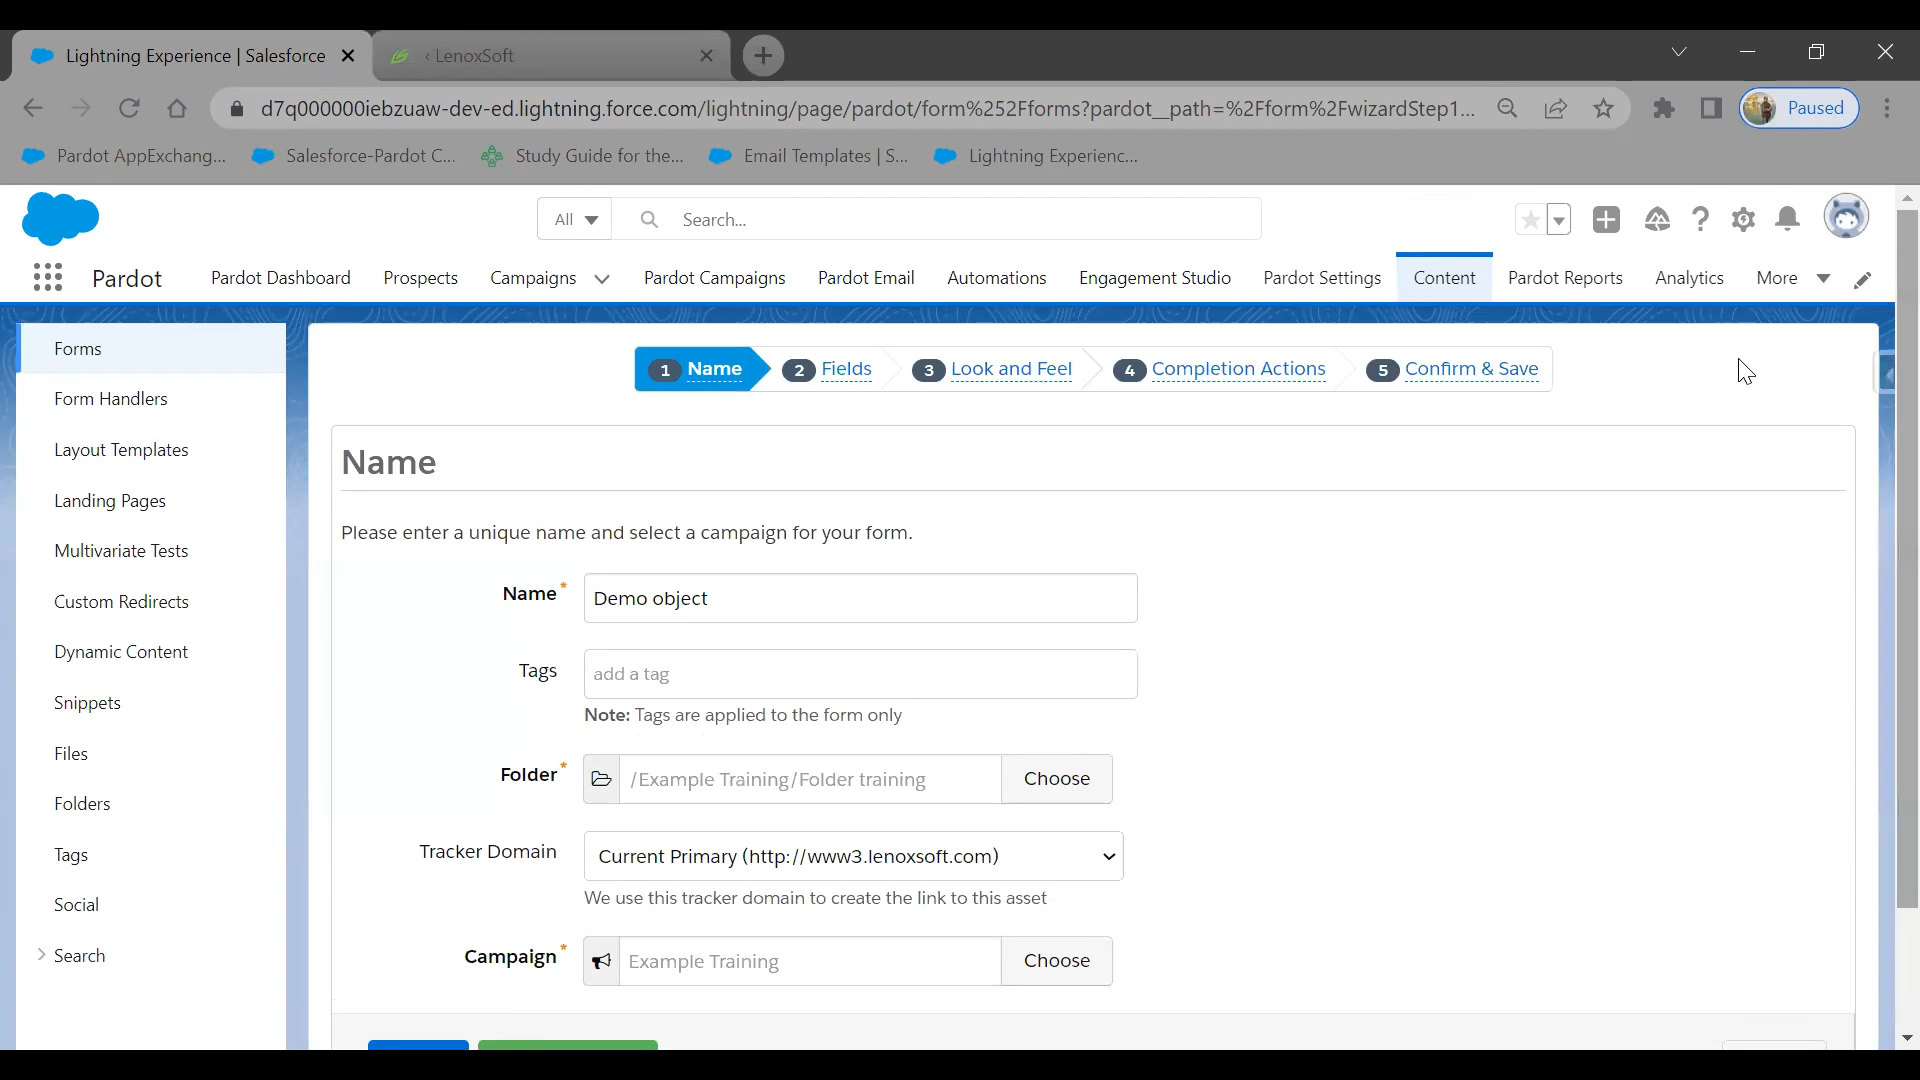 Lightning Experience | Salesforce
‹ LenoxSoft
d7q000000iebzuaw-dev-ed.lightning.force.com/lightning/page/pardot/form%252Fforms?pardot__path=%2Fform%2FwizardStep1...
Paused
Pardot AppExchang...
Salesforce-Pardot C...
Study Guide for the...
Email Templates | S...
Lightning Experienc...
All
Search...
Pardot
Pardot Dashboard
Prospects
Campaigns
Pardot Campaigns
Pardot Email
Automations
Engagement Studio
Pardot Settings
Content
Pardot Reports
Analytics
More
Forms
Form Handlers
Layout Templates
Landing Pages
Multivariate Tests
Custom Redirects
Dynamic Content
Snippets
Files
Folders
Tags
Social
Search
1 Name
2 Fields
3 Look and Feel
4 Completion Actions
5 Confirm & Save
Name
Please enter a unique name and select a campaign for your form.
Name *
Demo object
Tags
add a tag
Note: Tags are applied to the form only
Folder *
/Example Training/Folder training
Choose
Tracker Domain
Current Primary (http://www3.lenoxsoft.com)
We use this tracker domain to create the link to this asset
Campaign *
Example Training
Choose